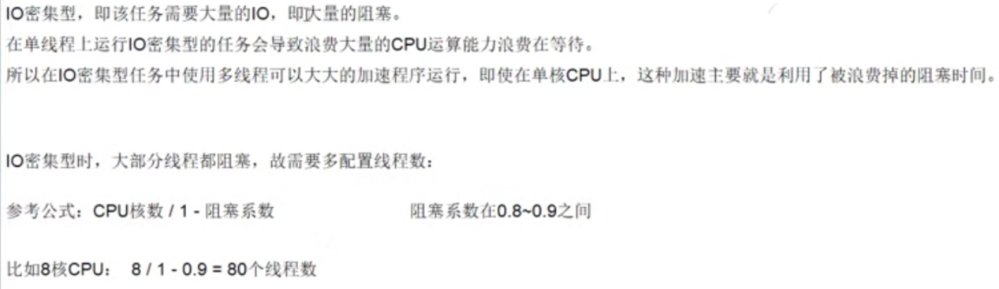 IO密集型，即该任务需要大量的IO，即大量的阻塞。
在单线程上运行IO密集型的任务会导致浪费大量的CPU运算能力浪费在等待。
所以在IO密集型任务中使用多线程可以大大的加速程序运行，即使在单核CPU上，这种加速主要就是利用了被浪费掉的阻塞时间。
IO密集型时，大部分线程都阻塞，故需要多配置线程数：
参考公式：CPU核数 / 1 - 阻塞系数 阻塞系数在0.8~0.9之间
比如8核CPU： 8 / 1 - 0.9 = 80个线程数